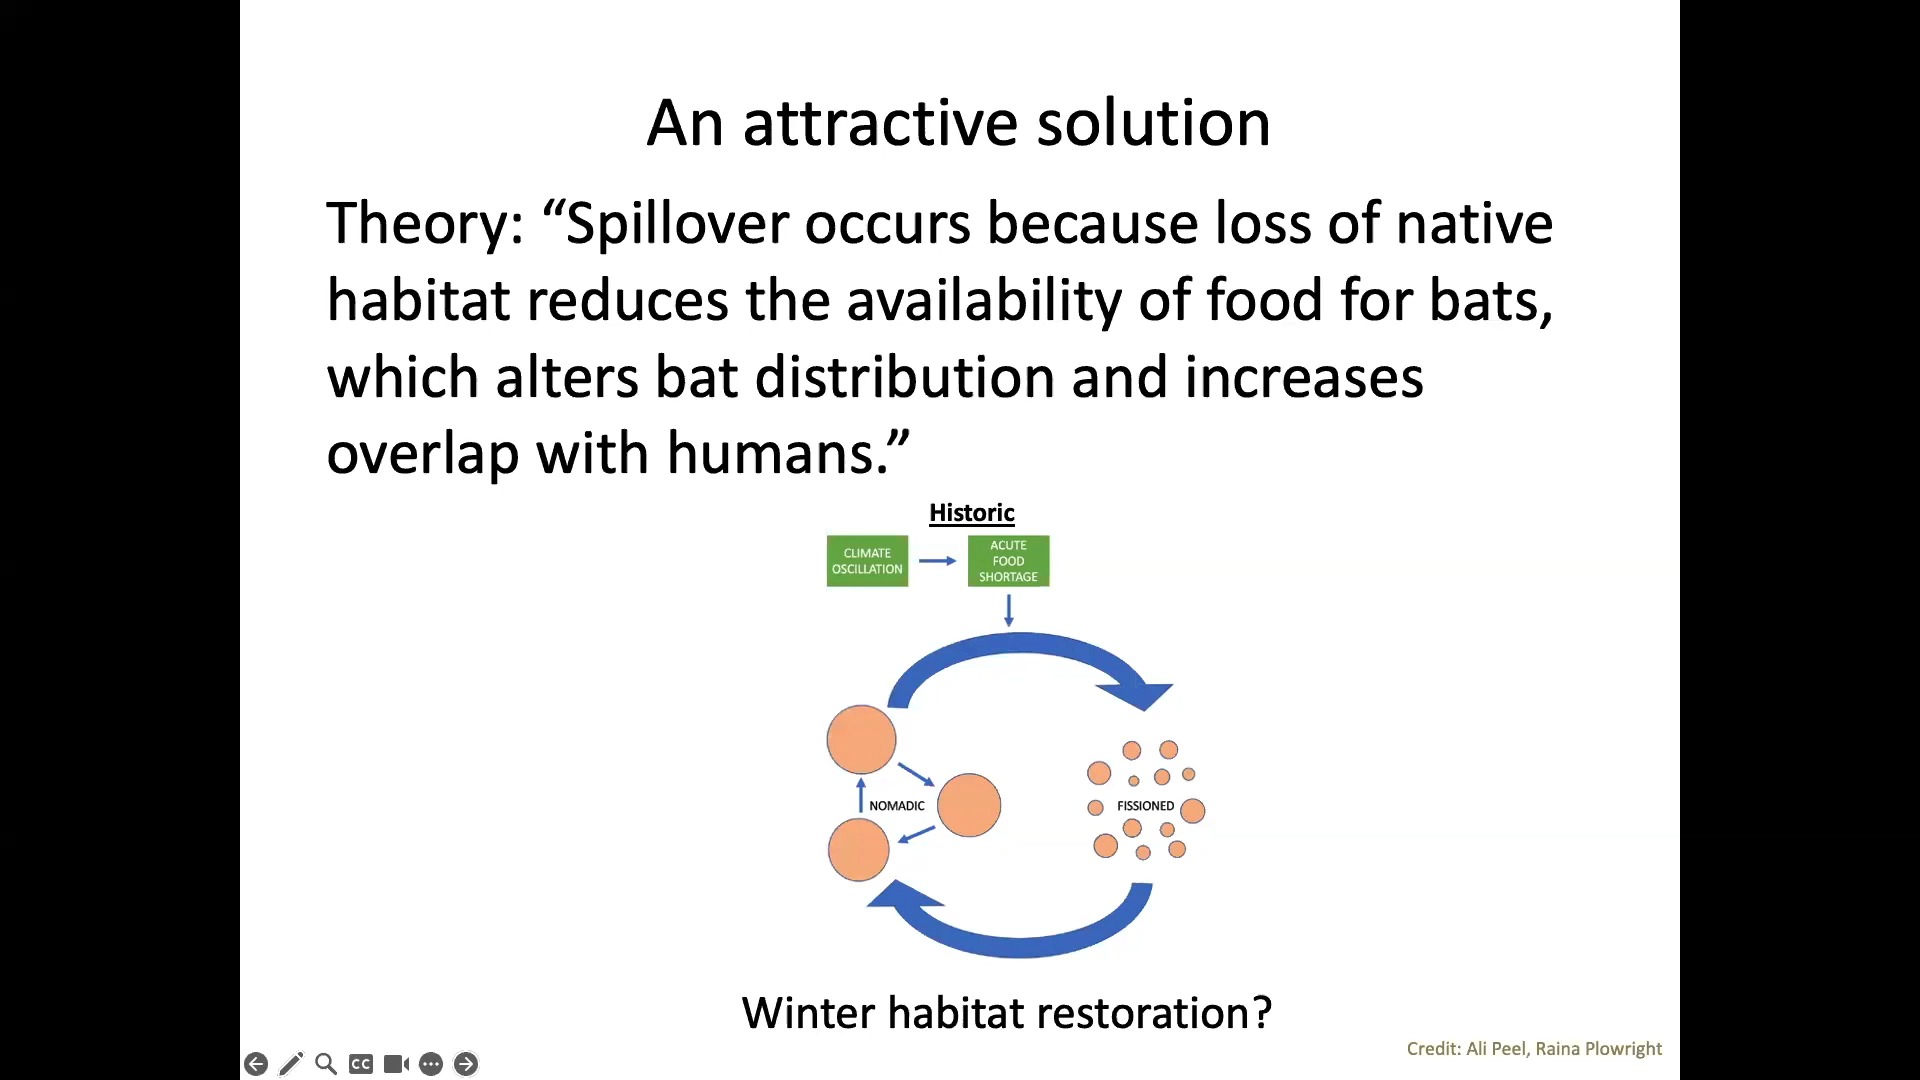 An attractive solution
Theory: “Spillover occurs because loss of native
habitat reduces the availability of food for bats,
which alters bat distribution and increases
overlap with humans.”
Historic
CLIMATE
OSCILLATION
ACUTE
FOOD
SHORTAGE
NOMADIC
FISSIONED
Winter habitat restoration?
Credit: Ali Peel, Raina Plowright
CC